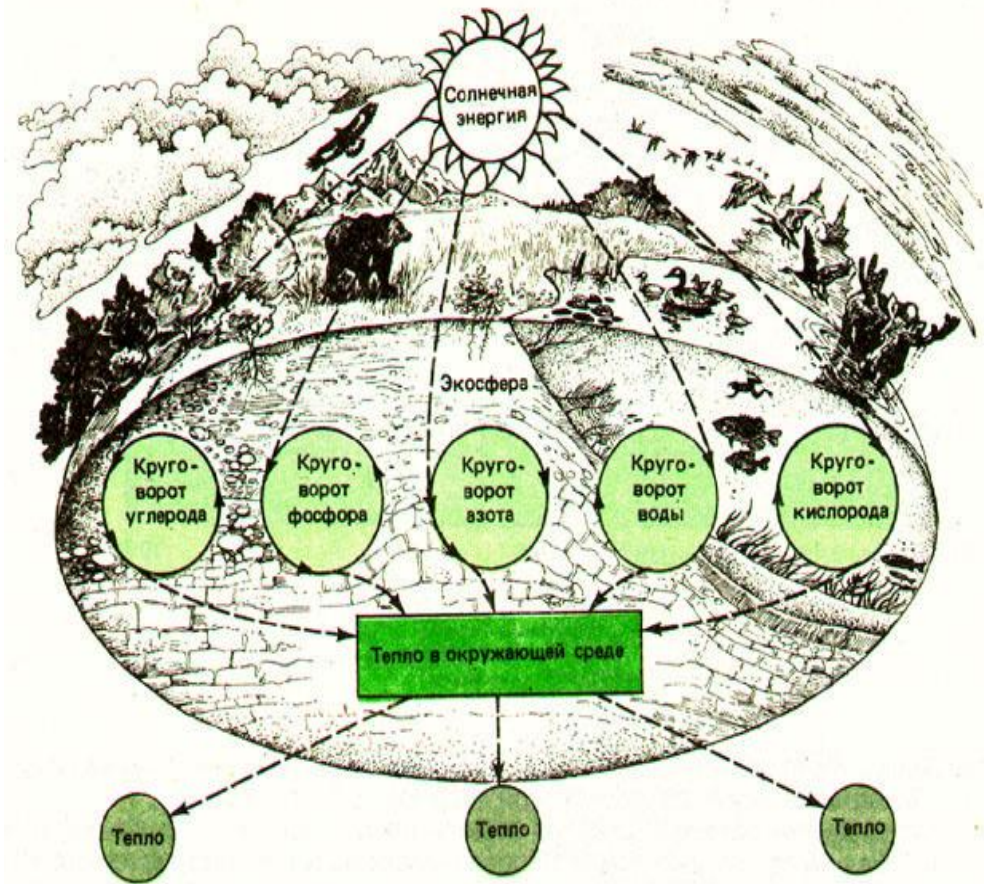 Солнечная
энергия
Экосфера
Круго-
ворот
углерода
Круго-
ворот
фосфора
Круго-
ворот
азота
Круго-
ворот
воды
Круго-
ворот
кислорода
Тепло в окружающей среде
Тепло
Тепло
Тепло